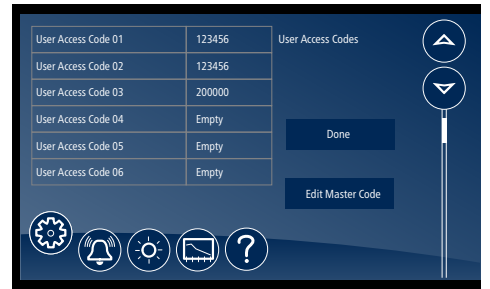 User Access Code 01 123456 User Access Codes
User Access Code 02 123456
User Access Code 03 200000
User Access Code 04 Empty
Done
User Access Code 05 Empty
User Access Code 06 Empty
Edit Master Code
?